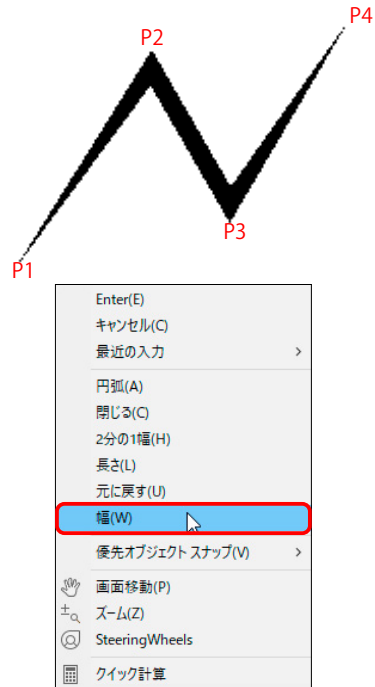 P4
P2
P3
P1
Enter(E)
キャンセル(C)
最近の入力
円弧(A)
閉じる(C)
2分の1幅(H)
長さ(L)
元に戻す(U)
幅(W)
優先オブジェクト スナップ(V)
画面移動(P)
ズーム(Z)
SteeringWheels
クイック計算